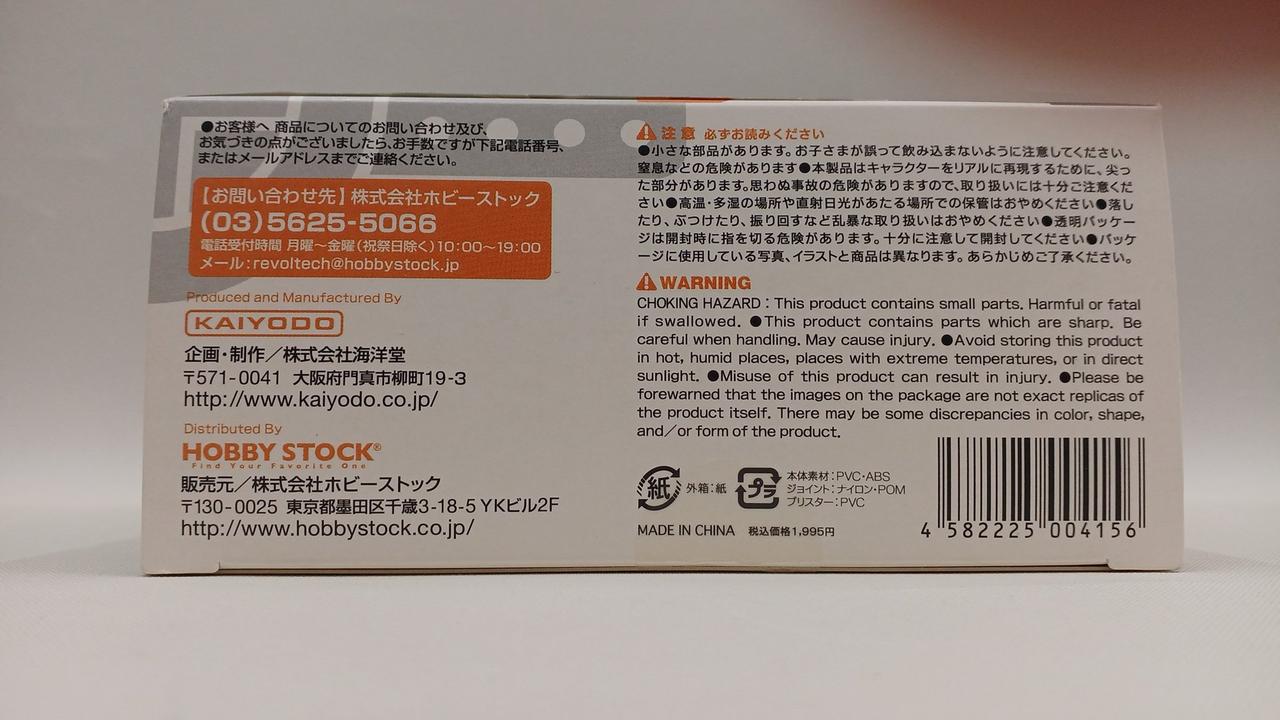 ●お客様へ 商品についてのお問い合わせ及び、
お気づきの点がございましたら、お手数ですが下記電話番号、
またはメールアドレスまでご連絡ください。
【お問い合わせ先】株式会社ホビーストック
(03)5625-5066
電話受付時間 月曜～金曜(祝祭日除く)10:00～19:00
メール:revoltech@hobbystock.jp
Produced and Manufactured By
KAIYODO
企画・制作／株式会社海洋堂
〒571-0041 大阪府門真市柳町19-3
http://www.kaiyodo.co.jp/
Distributed By
HOBBY STOCK®
Find Your Favorite One
販売元／株式会社ホビーストック
〒130-0025 東京都墨田区千歳3-18-5 YKビル2F
http://www.hobbystock.co.jp/
注意 必ずお読みください
●小さな部品があります。お子さまが誤って飲み込まないように注意してください。
窒息などの危険があります●本製品はキャラクターをリアルに再現するために、尖っ
た部分があります。思わぬ事故の危険がありますので、取り扱いには十分ご注意くだ
さい●高温・多湿の場所や直射日光があたる場所での保管はおやめください●落し
たり、ぶつけたり、振り回すなど乱暴な取り扱いはおやめください●透明パッケー
ジは開封時に指を切る危険があります。十分に注意して開封してください●パッケ
ージに使用している写真、イラストと商品は異なります。あらかじめご了承ください。
WARNING
CHOKING HAZARD : This product contains small parts. Harmful or fatal
if swallowed. ●This product contains parts which are sharp. Be
careful when handling. May cause injury. ●Avoid storing this product
in hot, humid places, places with extreme temperatures, or in direct
sunlight. ●Misuse of this product can result in injury. ●Please be
forewarned that the images on the package are not exact replicas of
the product itself. There may be some discrepancies in color, shape,
and/or form of the product.
紙 外箱:紙
プラ 本体素材:PVC・ABS
ジョイント:ナイロン・POM
ブリスター:PVC
MADE IN CHINA 税込価格1,995円
4 582225 004156